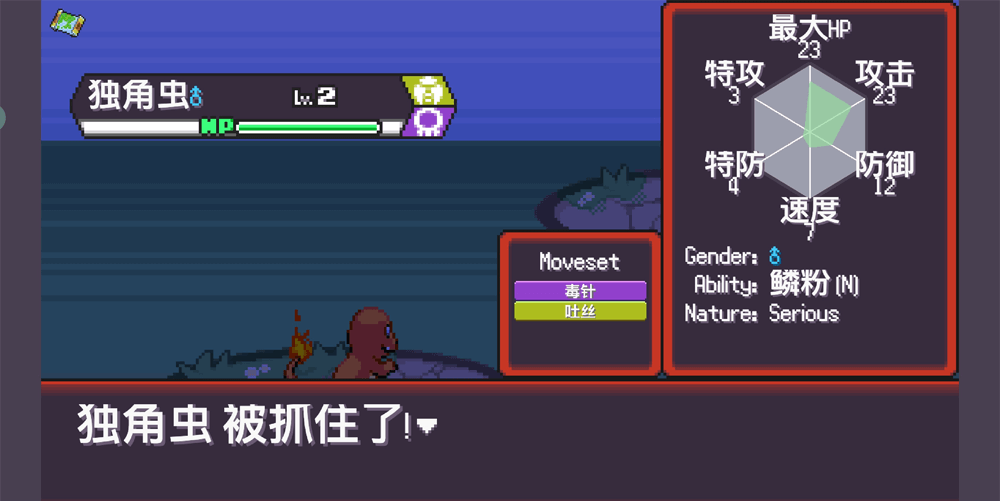 独角虫♂ Lv.2
HP
最大HP
23
特攻
3
攻击
23
特防
4
防御
12
速度
7
Gender: ♂
Ability: 鳞粉 (N)
Nature: Serious
Moveset
毒针
吐丝
独角虫 被抓住了!